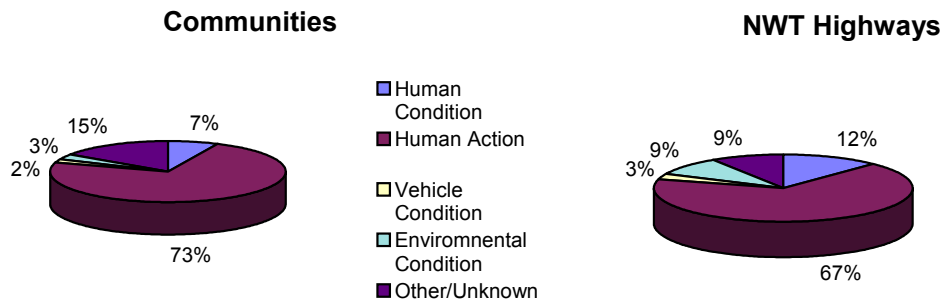 Communities
15%
7%
3%
2%
73%
Human
Condition
Human Action
Vehicle
Condition
Enviromnental
Condition
Other/Unknown
NWT Highways
9%
9%
12%
3%
67%